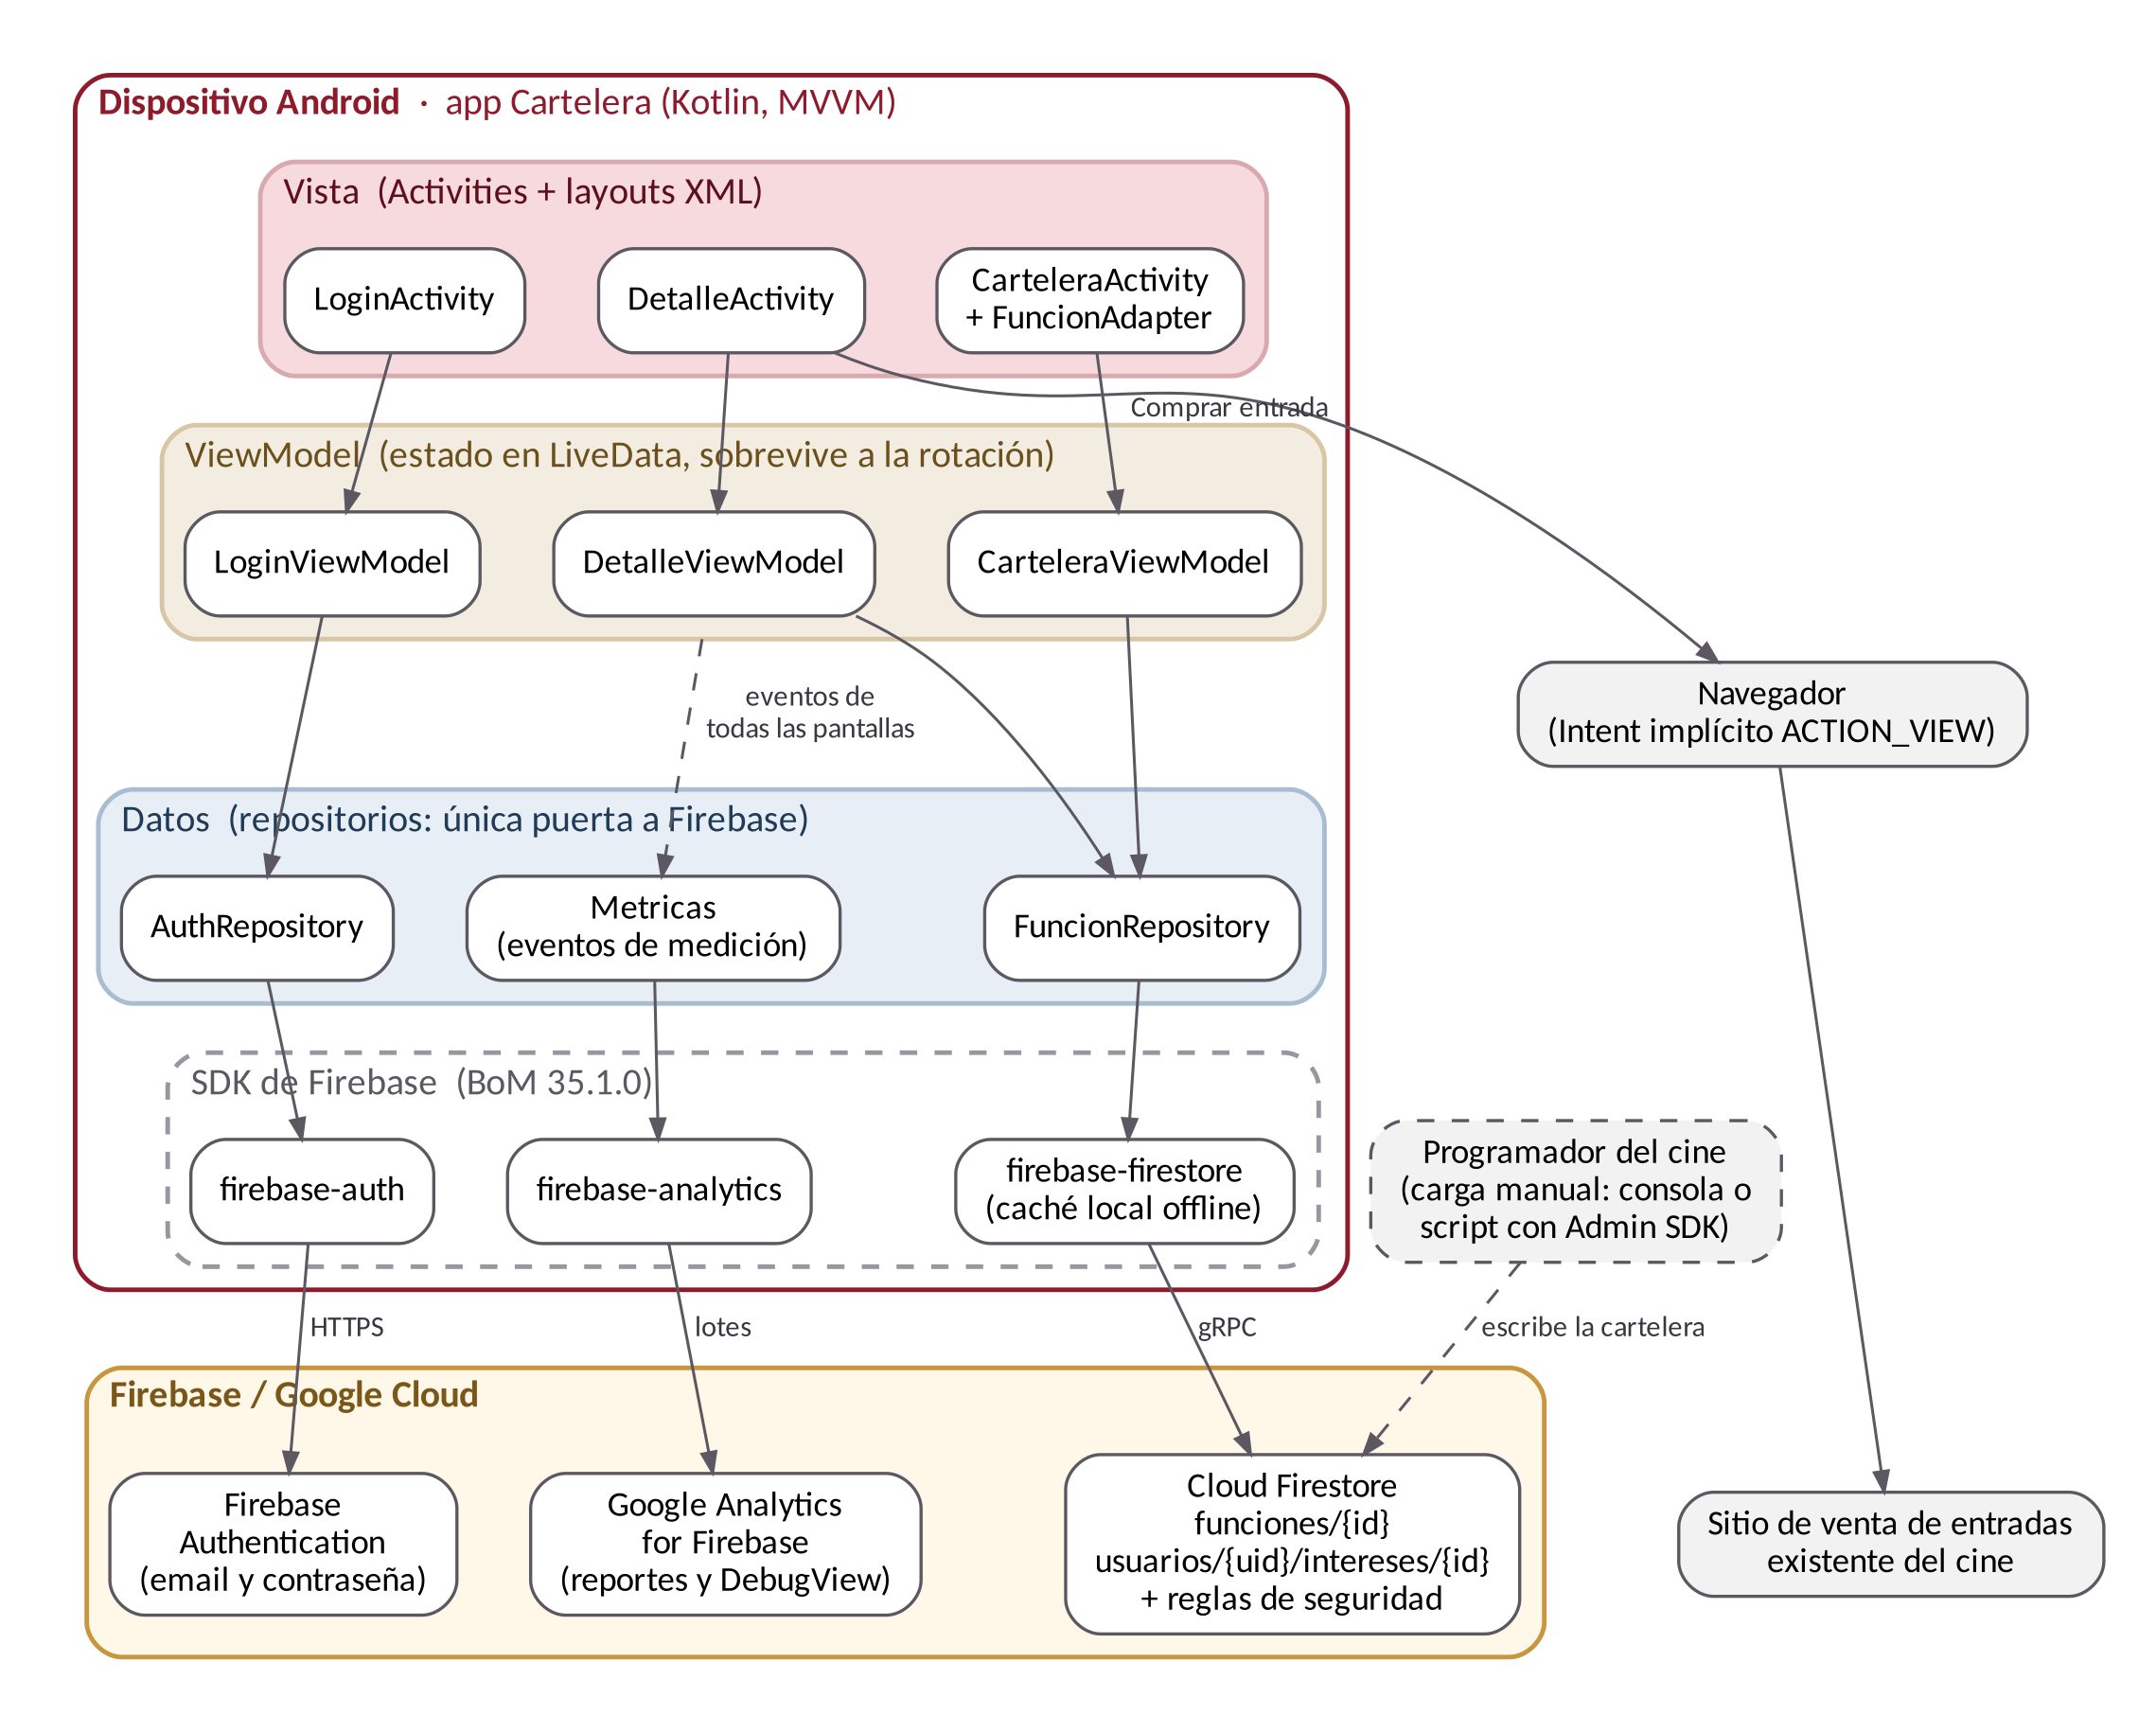 Dispositivo Android · app Cartelera (Kotlin, MVVM)
Vista (Activities + layouts XML)
LoginActivity
DetalleActivity
CarteleraActivity
+ FuncionAdapter
Comprar entrada
ViewModel (estado en LiveData, sobrevive a la rotación)
LoginViewModel
DetalleViewModel
CarteleraViewModel
eventos de
todas las pantallas
Navegador
(Intent implícito ACTION_VIEW)
Datos (repositorios: única puerta a Firebase)
AuthRepository
Metricas
(eventos de medición)
FuncionRepository
SDK de Firebase (BoM 35.1.0)
firebase-auth
firebase-analytics
firebase-firestore
(caché local offline)
Programador del cine
(carga manual: consola o
script con Admin SDK)
HTTPS
lotes
gRPC
escribe la cartelera
Firebase / Google Cloud
Firebase
Authentication
(email y contraseña)
Google Analytics
for Firebase
(reportes y DebugView)
Cloud Firestore
funciones/{id}
usuarios/{uid}/intereses/{id}
+ reglas de seguridad
Sitio de venta de entradas
existente del cine